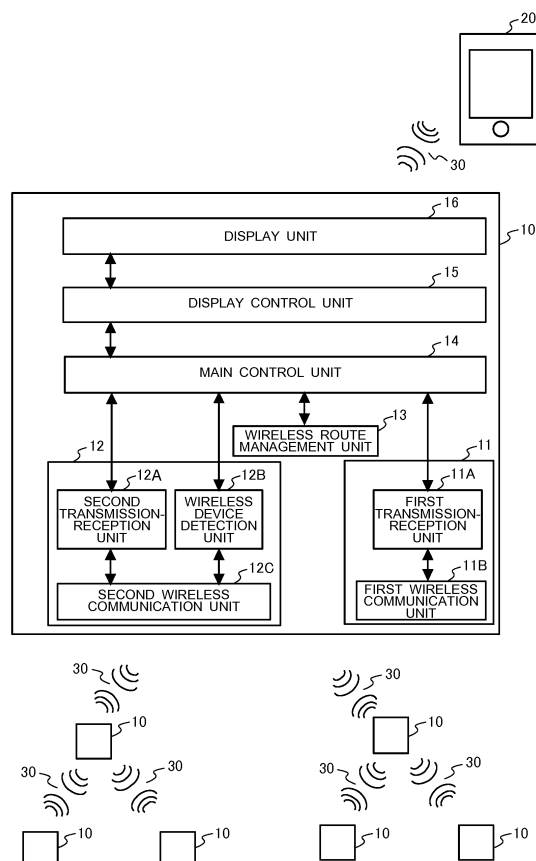 20
30
16
10
DISPLAY UNIT
15
DISPLAY CONTROL UNIT
14
MAIN CONTROL UNIT
13
WIRELESS ROUTE
MANAGEMENT UNIT
12
11
12A
SECOND
TRANSMISSION-
RECEPTION
UNIT
12B
WIRELESS
DEVICE
DETECTION
UNIT
11A
FIRST
TRANSMISSION-
RECEPTION
UNIT
12C
SECOND WIRELESS
COMMUNICATION UNIT
11B
FIRST WIRELESS
COMMUNICATION
UNIT
30
30
10
10
30
30
30
30
10
10
10
10